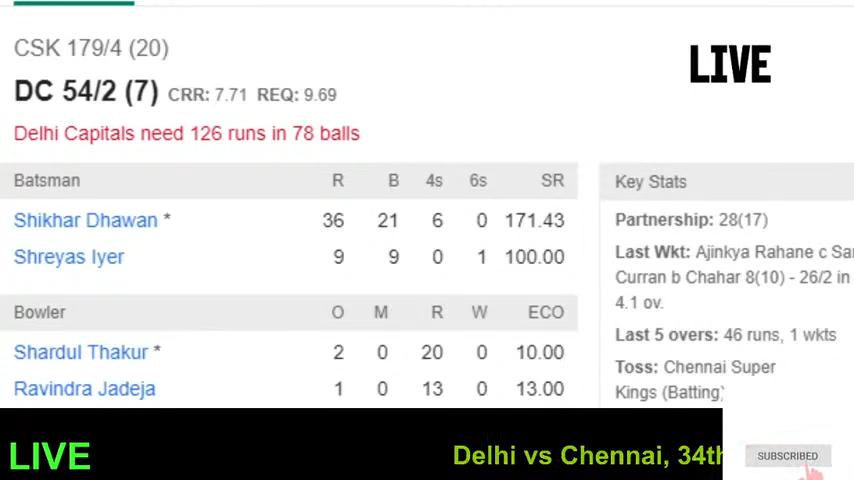 CSK 179/4 (20)
LIVE
DC 54/2 (7) CRR: 7.71 REQ: 9.69
Delhi Capitals need 126 runs in 78 balls
Batsman R B 4s 6s SR
Shikhar Dhawan * 36 21 6 0 171.43
Shreyas Iyer 9 9 0 1 100.00
Bowler O M R W ECO
Shardul Thakur * 2 0 20 0 10.00
Ravindra Jadeja 1 0 13 0 13.00
Key Stats
Partnership: 28(17)
Last Wkt: Ajinkya Rahane c Sam
Curran b Chahar 8(10) - 26/2 in
4.1 ov.
Last 5 overs: 46 runs, 1 wkts
Toss: Chennai Super
Kings (Batting)
LIVE
Delhi vs Chennai, 34th
SUBSCRIBED